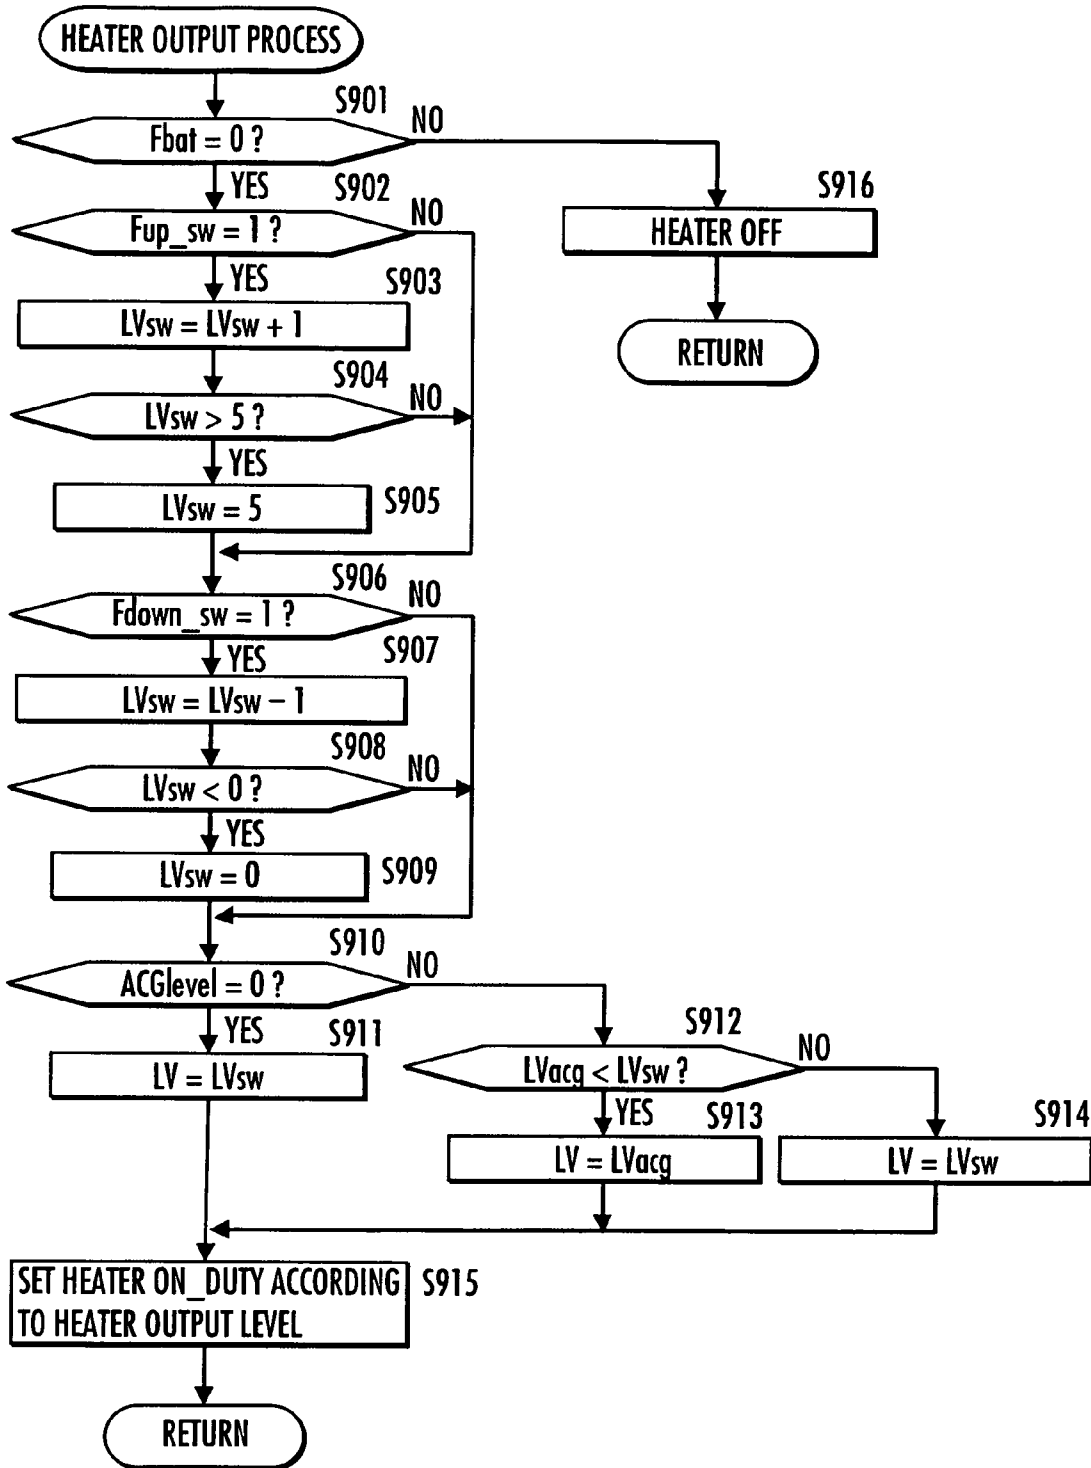 HEATER OUTPUT PROCESS
S901
Fbat = 0 ?
NO
YES
S902
Fup_sw = 1 ?
NO
YES
S903
LVsw = LVsw + 1
S904
LVsw > 5 ?
NO
YES
LVsw = 5
S905
S906
Fdown_sw = 1 ?
NO
YES
S907
LVsw = LVsw – 1
S908
LVsw < 0 ?
NO
YES
LVsw = 0
S909
S910
ACGlevel = 0 ?
NO
YES
S911
LV = LVsw
S912
LVacg < LVsw ?
NO
YES
S913
LV = LVacg
S914
LV = LVsw
SET HEATER ON_DUTY ACCORDING
TO HEATER OUTPUT LEVEL
S915
RETURN
S916
HEATER OFF
RETURN